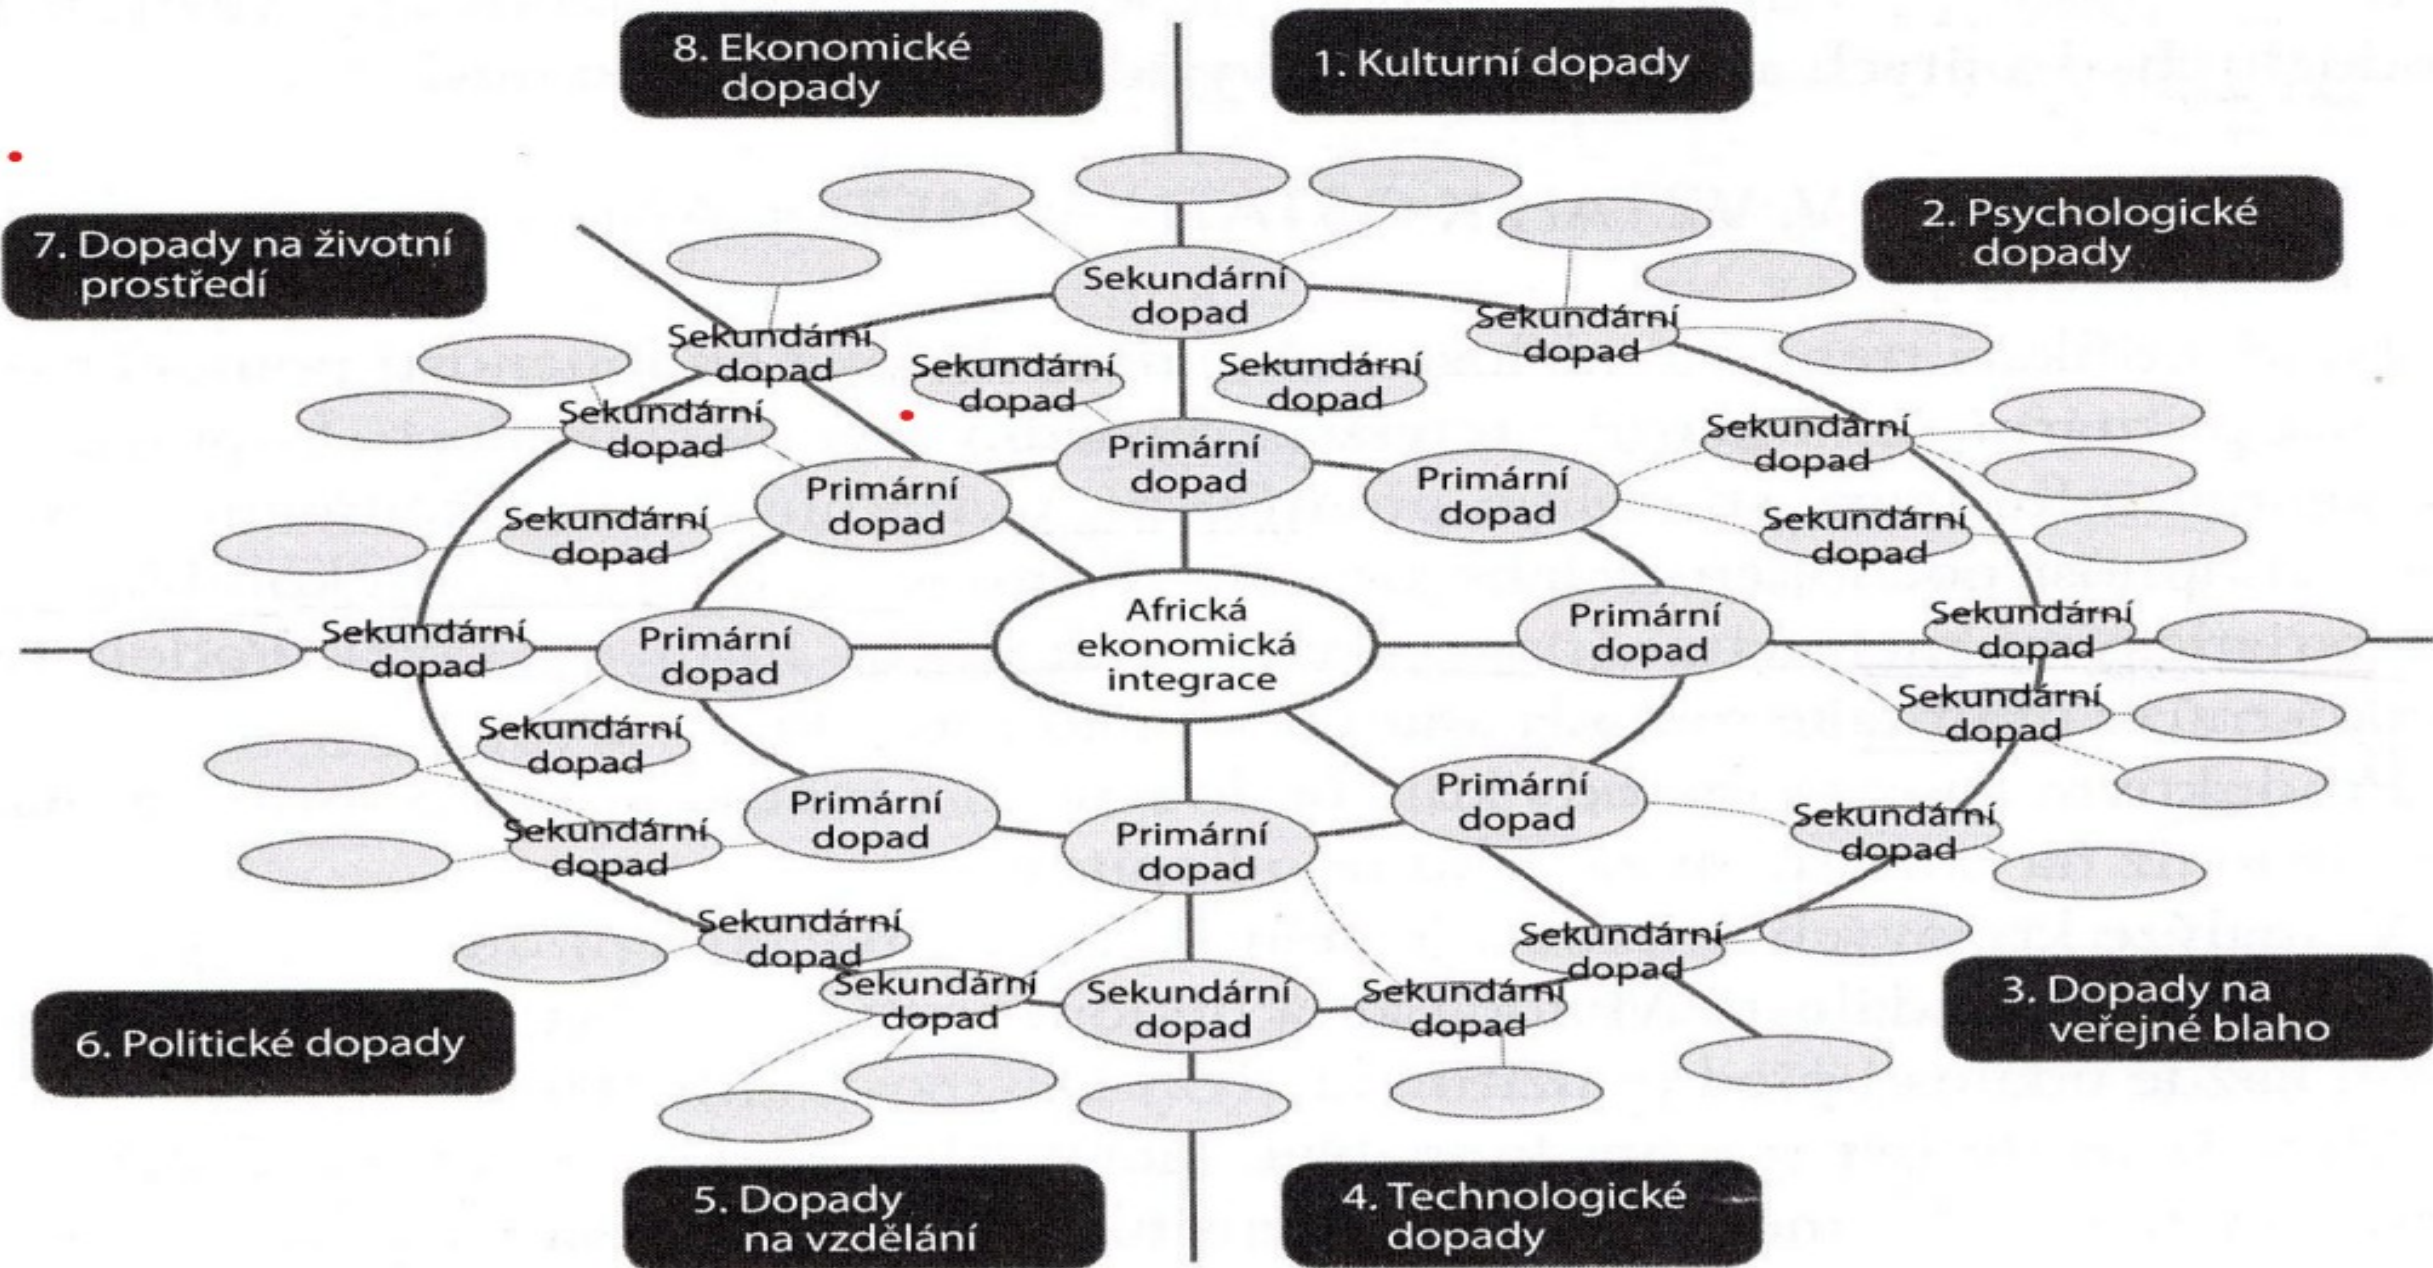 8. Ekonomické
dopady
1. Kulturní dopady
7. Dopady na životní
prostředí
2. Psychologické
dopady
Sekundární
dopad
Sekundární
dopad
Sekundární
dopad
Sekundární
dopad
Sekundární
dopad
Sekundární
dopad
Sekundární
dopad
Primární
dopad
Primární
dopad
Primární
dopad
Sekundární
dopad
Sekundární
dopad
Africká
ekonomická
integrace
Primární
dopad
Sekundární
dopad
Sekundární
dopad
Primární
dopad
Sekundární
dopad
Sekundární
dopad
Primární
dopad
Primární
dopad
Primární
dopad
Sekundární
dopad
Sekundární
dopad
Sekundární
dopad
Sekundární
dopad
Sekundární
dopad
Sekundární
dopad
Sekundární
dopad
3. Dopady na
veřejné blaho
6. Politické dopady
5. Dopady
na vzdělání
4. Technologické
dopady